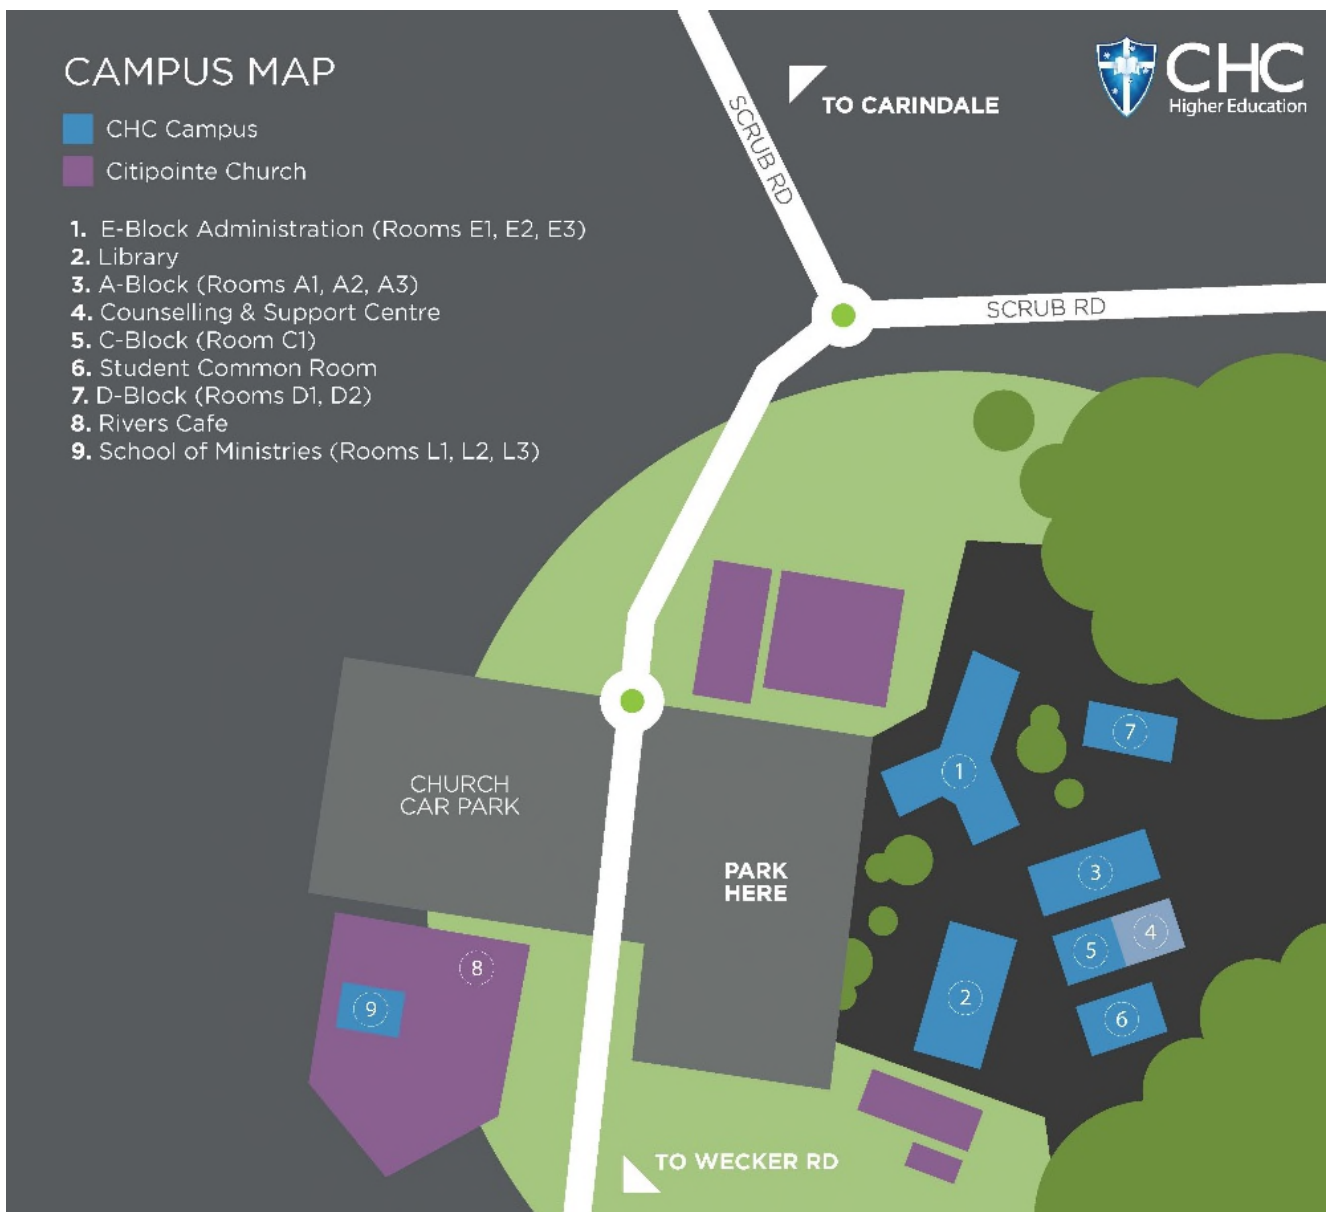 CAMPUS MAP
CHC Campus
Citipointe Church
1. E-Block Administration (Rooms E1, E2, E3)
2. Library
3. A-Block (Rooms A1, A2, A3)
4. Counselling & Support Centre
5. C-Block (Room C1)
6. Student Common Room
7. D-Block (Rooms D1, D2)
8. Rivers Cafe
9. School of Ministries (Rooms L1, L2, L3)
CHC
Higher Education
TO CARINDALE
SCRUB RD
SCRUB RD
CHURCH
CAR PARK
PARK
HERE
1
7
3
4
5
2
6
8
9
TO WECKER RD